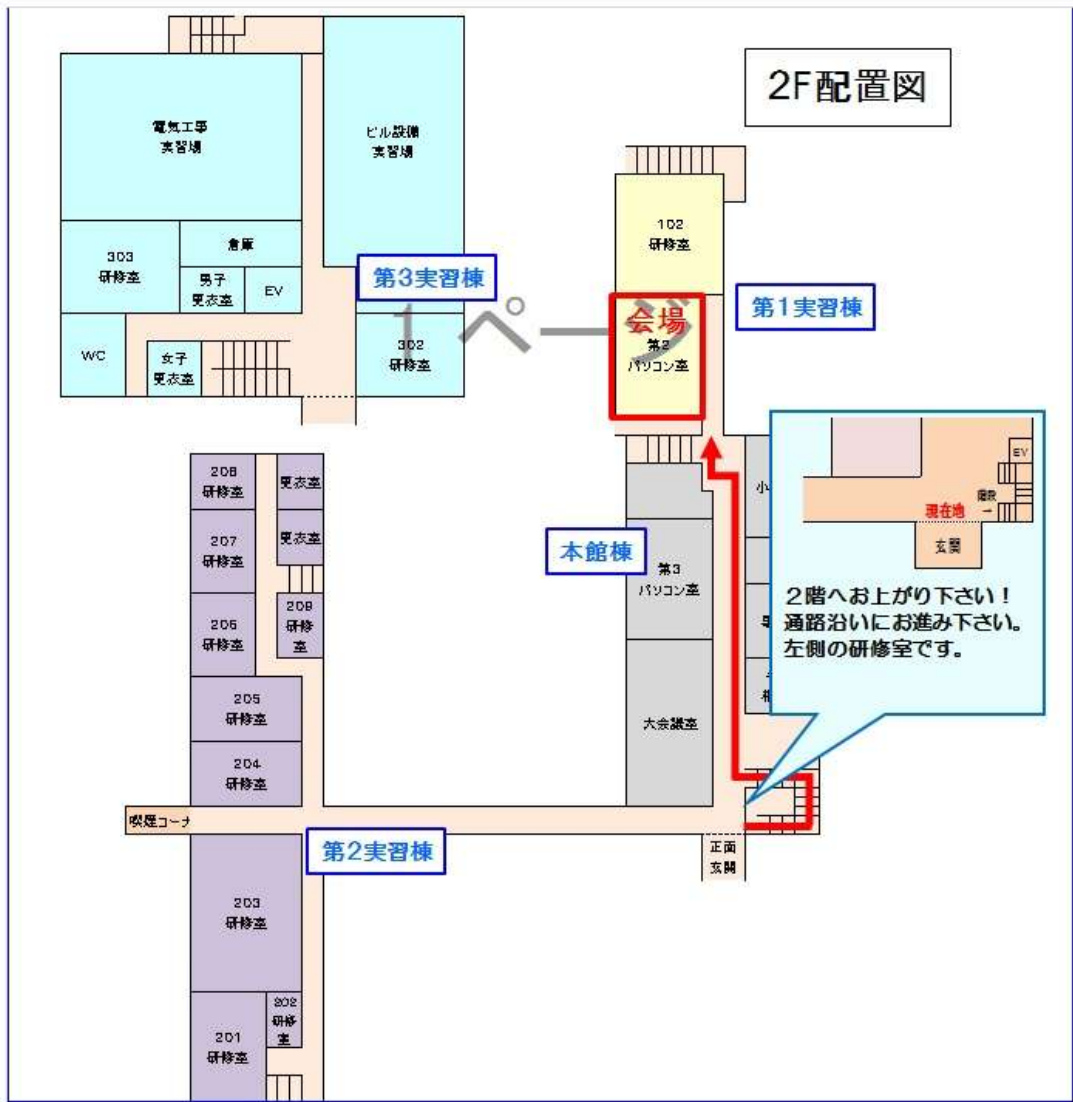 2F配置図
電気工事
実習場
ビル設備
実習場
303
研修室
倉庫
男子
更衣室
EV
WC
女子
更衣室
302
研修室
第3実習棟
1 ページ
102
研修室
会場
第2
パソコン室
第1実習棟
208
研修室
更衣室
207
研修室
更衣室
206
研修室
209
研修
室
205
研修室
204
研修室
喫煙コーナ
第2実習棟
203
研修室
202
研修
室
201
研修室
本館棟
第3
パソコン室
大会議室
小
正面
玄関
EV
階段
→
現在地
玄関
2階へお上がり下さい!
通路沿いにお進み下さい。
左側の研修室です。